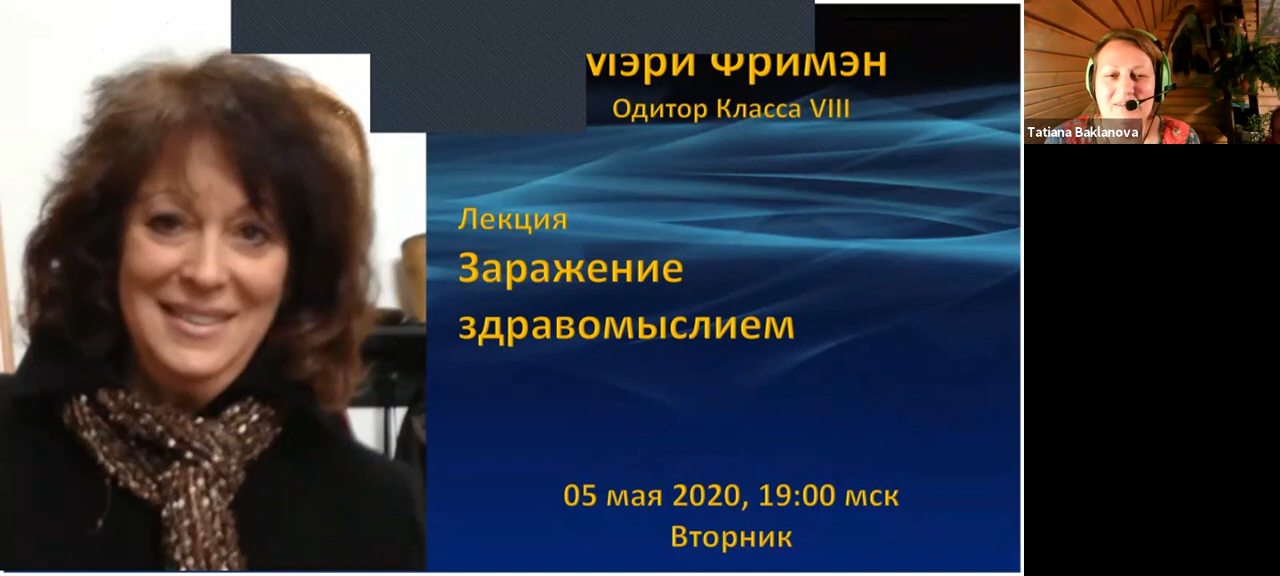 Мэри Фримэн
Одитор Класса VIII
Лекция
Заражение
здравомыслием
05 мая 2020, 19:00 мск
Вторник
Tatiana Baklanova